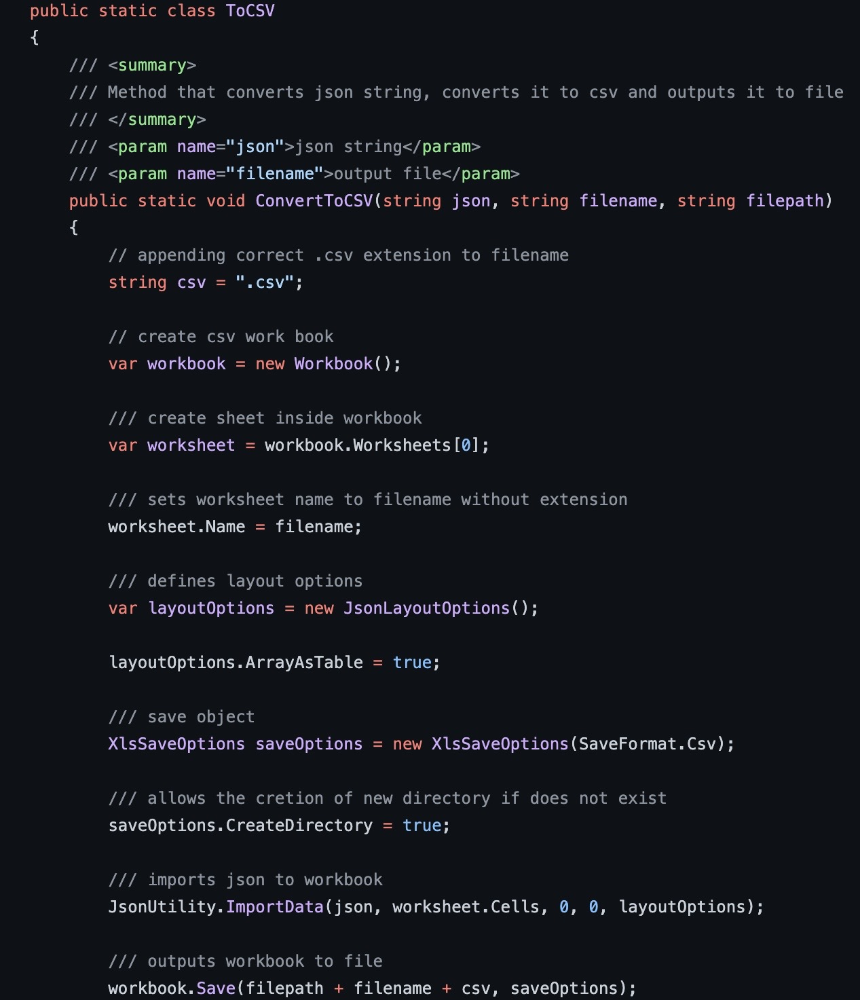 public static class ToCSV
{
    /// <summary>
    /// Method that converts json string, converts it to csv and outputs it to file
    /// </summary>
    /// <param name="json">json string</param>
    /// <param name="filename">output file</param>
    public static void ConvertToCSV(string json, string filename, string filepath)
    {
        // appending correct .csv extension to filename
        string csv = ".csv";

        // create csv work book
        var workbook = new Workbook();

        /// create sheet inside workbook
        var worksheet = workbook.Worksheets[0];

        /// sets worksheet name to filename without extension
        worksheet.Name = filename;

        /// defines layout options
        var layoutOptions = new JsonLayoutOptions();

        layoutOptions.ArrayAsTable = true;

        /// save object
        XlsSaveOptions saveOptions = new XlsSaveOptions(SaveFormat.Csv);

        /// allows the cretion of new directory if does not exist
        saveOptions.CreateDirectory = true;

        /// imports json to workbook
        JsonUtility.ImportData(json, worksheet.Cells, 0, 0, layoutOptions);

        /// outputs workbook to file
        workbook.Save(filepath + filename + csv, saveOptions);